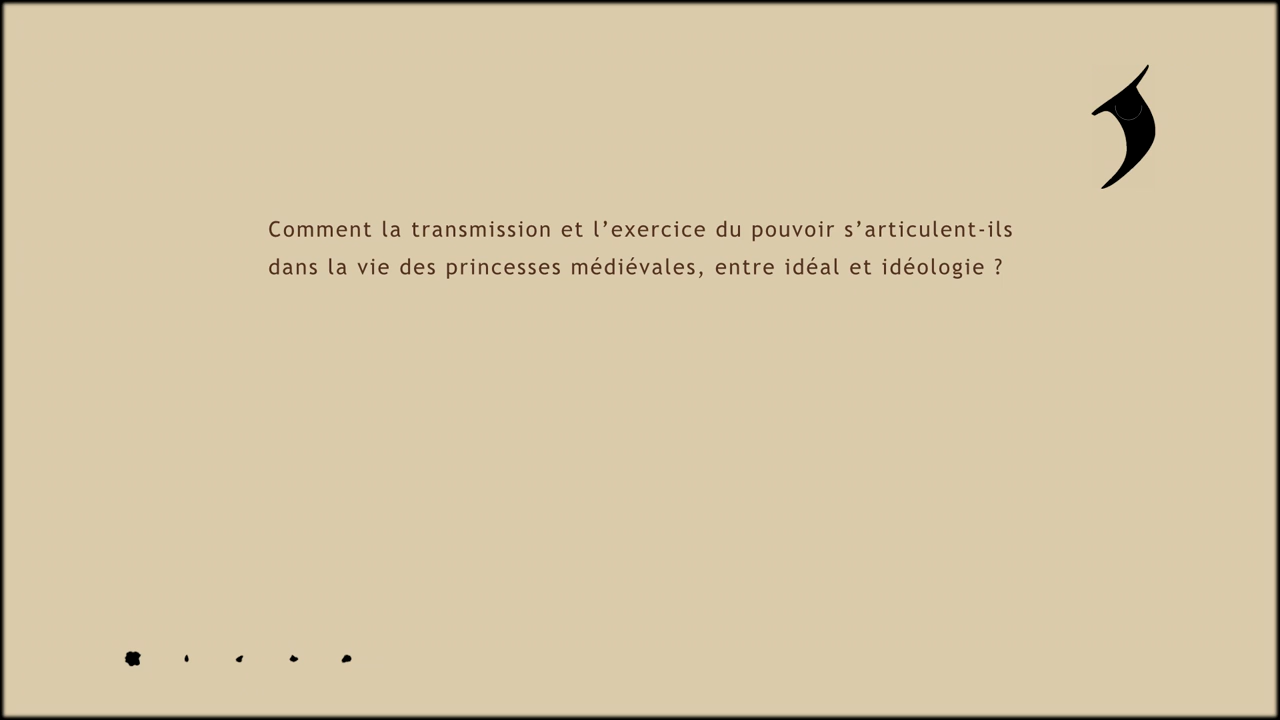 Comment la transmission et l’exercice du pouvoir s’articulent-ils
dans la vie des princesses médiévales, entre idéal et idéologie ?